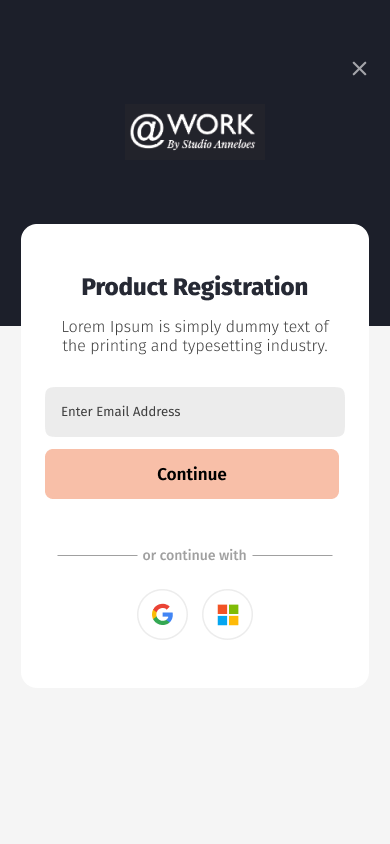 @WORK
By Studio Anneloes
Product Registration
Lorem Ipsum is simply dummy text of
the printing and typesetting industry.
Enter Email Address
Continue
or continue with